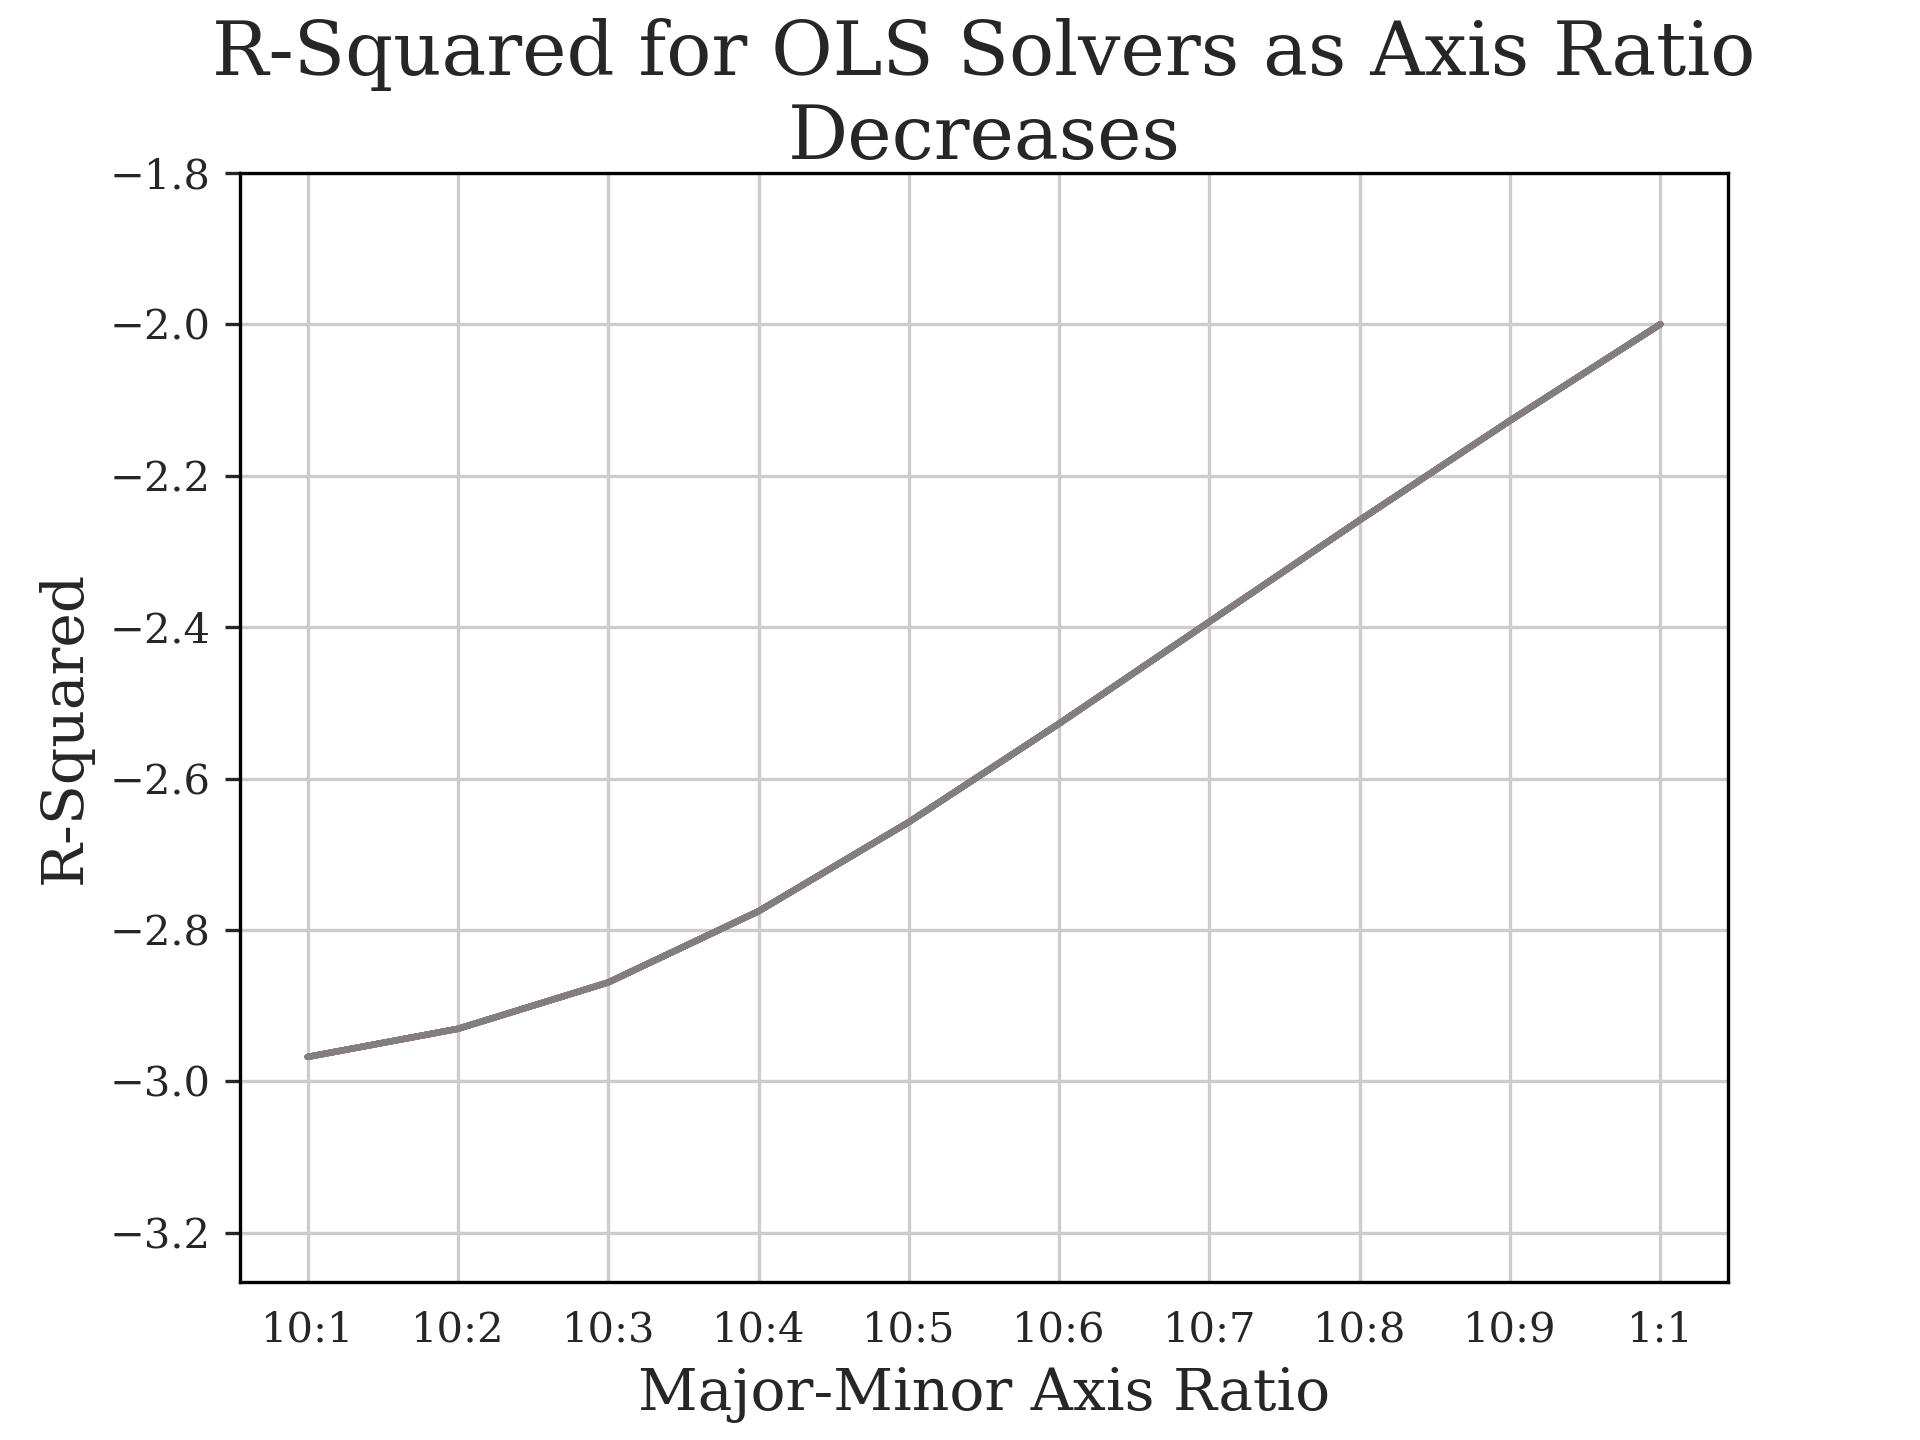 R-Squared for OLS Solvers as Axis Ratio
Decreases
−1.8
−2.0
−2.2
−2.4
−2.6
−2.8
−3.0
−3.2
R-Squared
10:1 10:2 10:3 10:4 10:5 10:6 10:7 10:8 10:9 1:1
Major-Minor Axis Ratio